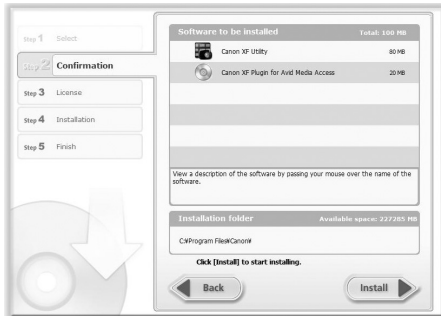 Step 1 Select
Step 2 Confirmation
Step 3 License
Step 4 Installation
Step 5 Finish
Software to be installed Total: 100 MB
Canon XF Utility 80 MB
Canon XF Plugin for Avid Media Access 20 MB
View a description of the software by passing your mouse over the name of the
software.
Installation folder Available space: 227285 MB
C:¥Program Files¥Canon¥
Click [Install] to start installing.
Back
Install